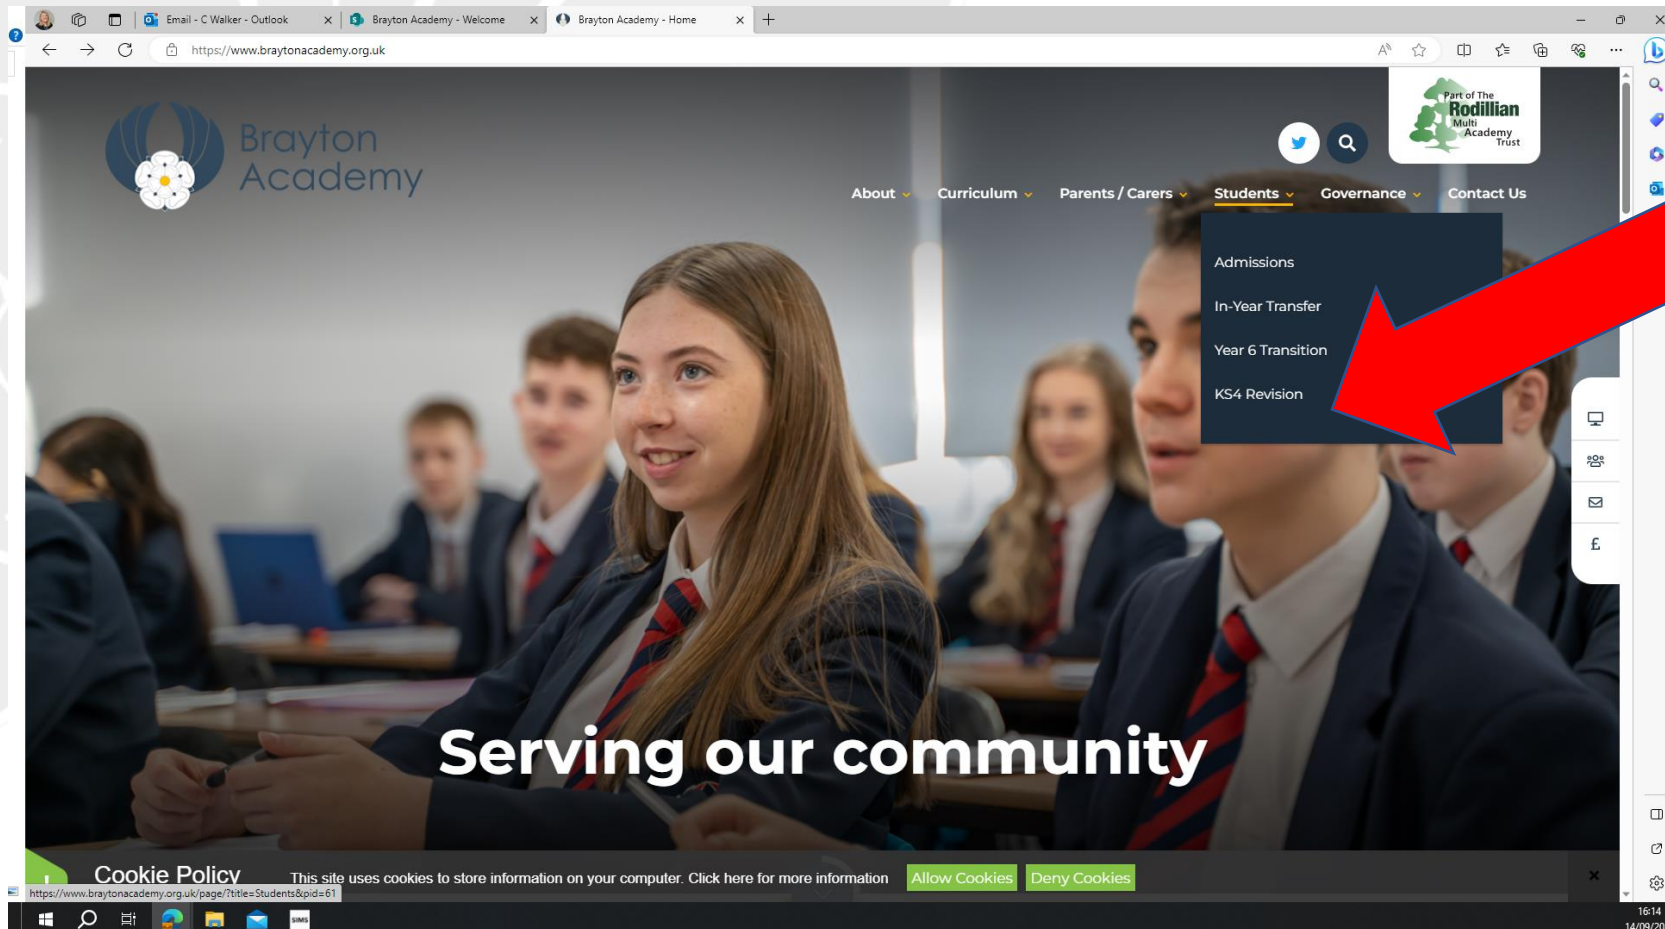 Email - C Walker - Outlook
Brayton Academy - Welcome
Brayton Academy - Home
https://www.braytonacademy.org.uk
Part of The
Rodillian
Multi
Academy
Trust
Brayton
Academy
About
Curriculum
Parents / Carers
Students
Governance
Contact Us
Admissions
In-Year Transfer
Year 6 Transition
KS4 Revision
£
Serving our community
Cookie Policy
This site uses cookies to store information on your computer. Click here for more information
Allow Cookies
Deny Cookies
https://www.braytonacademy.org.uk/page/?title=Students&pid=61
SIMS
16:14
14/09/20